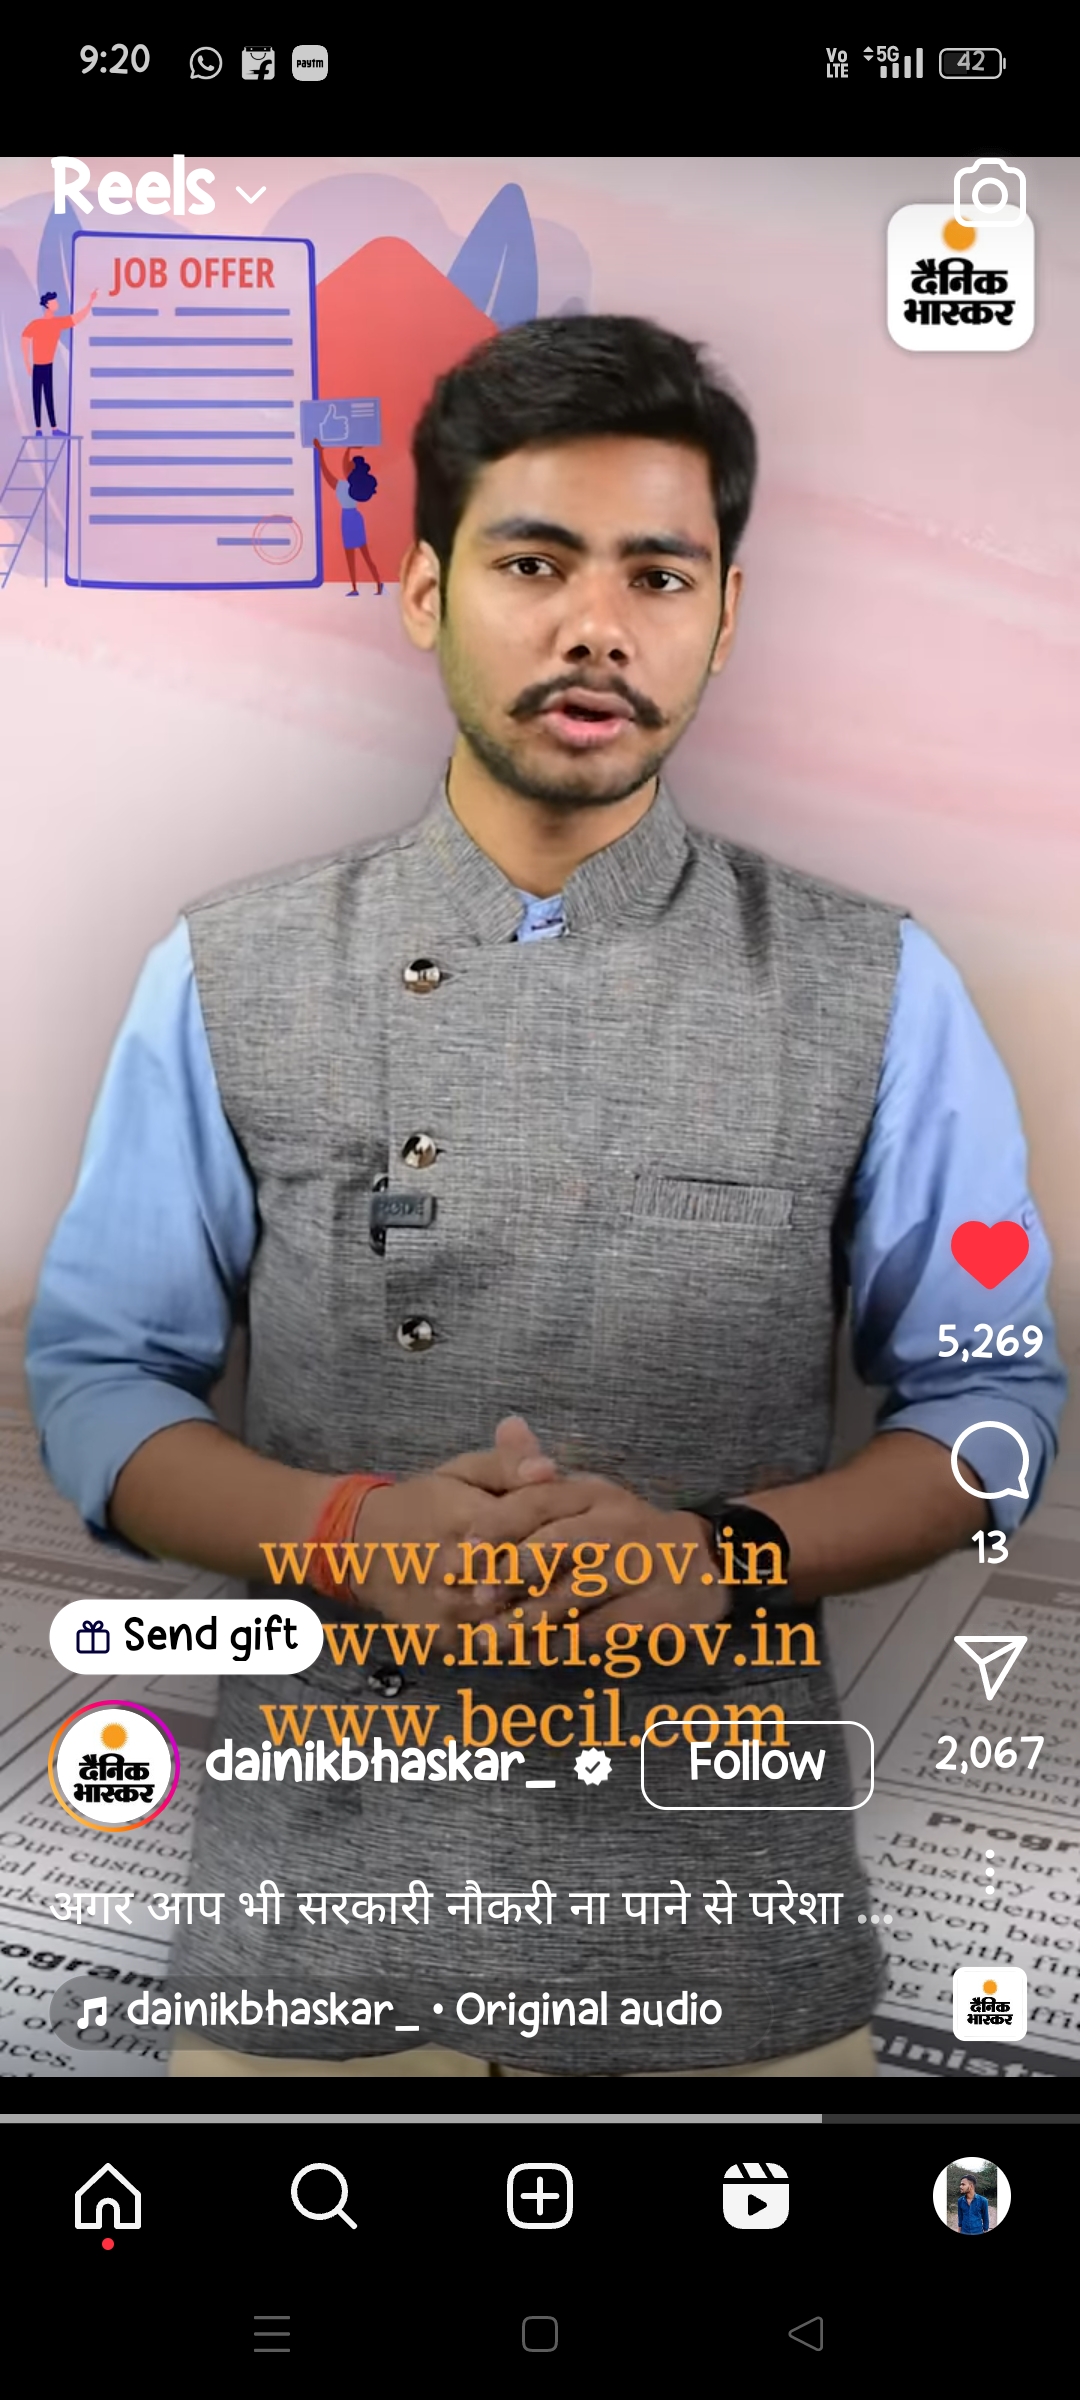 9:20
paytm
Vo
LTE
5G
42
Reels
JOB OFFER
दैनिक
भास्कर
RODE
5,269
13
www.mygov.in
Send gift
www.niti.gov.in
www.becil.com
दैनिक
भास्कर
dainikbhaskar_
Follow
2,067
अगर आप भी सरकारी नौकरी ना पाने से परेशा ...
dainikbhaskar_ • Original audio
दैनिक
भास्कर